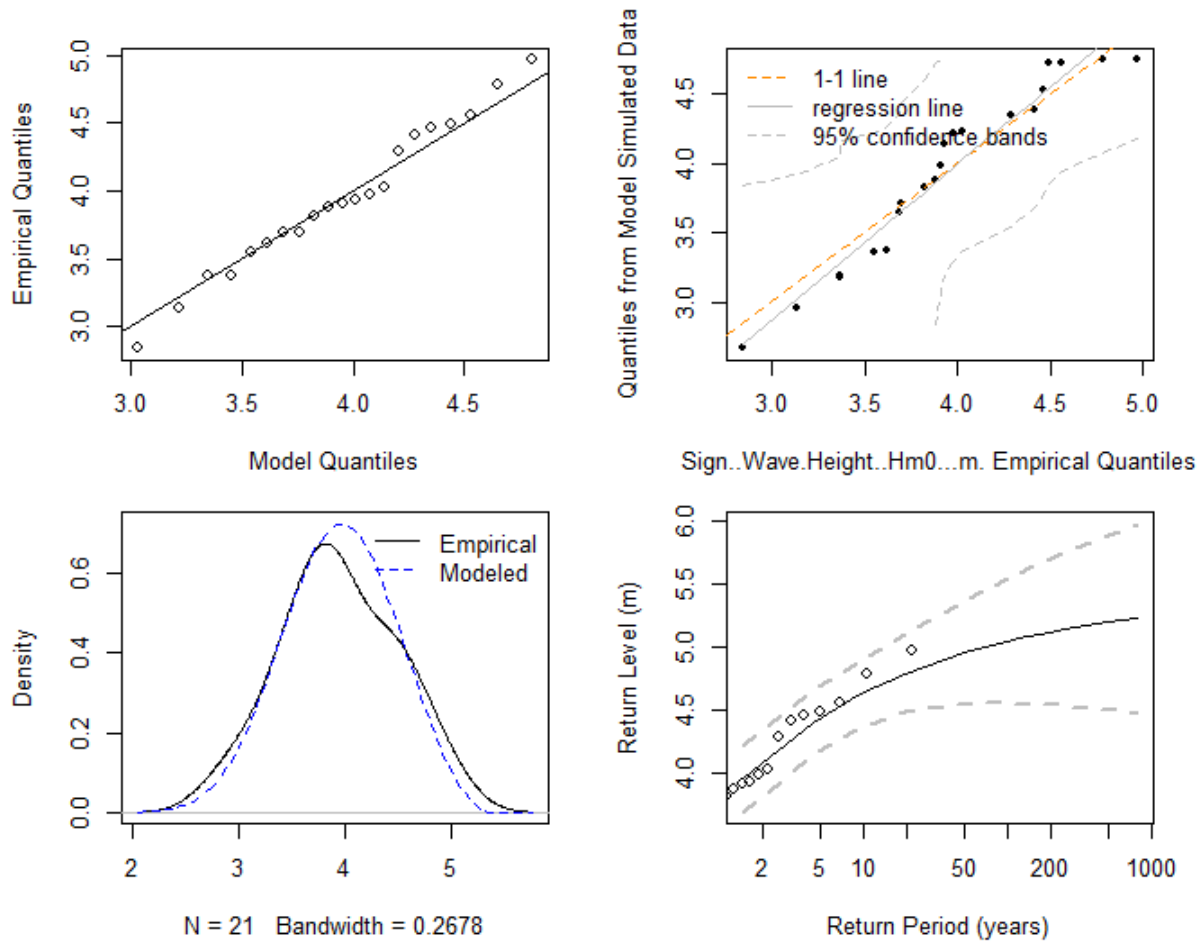 Empirical Quantiles
5.0
4.5
4.0
3.5
3.0
3.0 3.5 4.0 4.5
Model Quantiles
Quantiles from Model Simulated Data
4.5
4.0
3.5
3.0
1-1 line
regression line
95% confidence bands
3.0 3.5 4.0 4.5 5.0
Sign..Wave.Height..Hm0...m. Empirical Quantiles
Density
0.6
0.4
0.2
0.0
Empirical
Modeled
2 3 4 5
N = 21 Bandwidth = 0.2678
Return Level (m)
6.0
5.5
5.0
4.5
4.0
2 5 10 50 200 1000
Return Period (years)